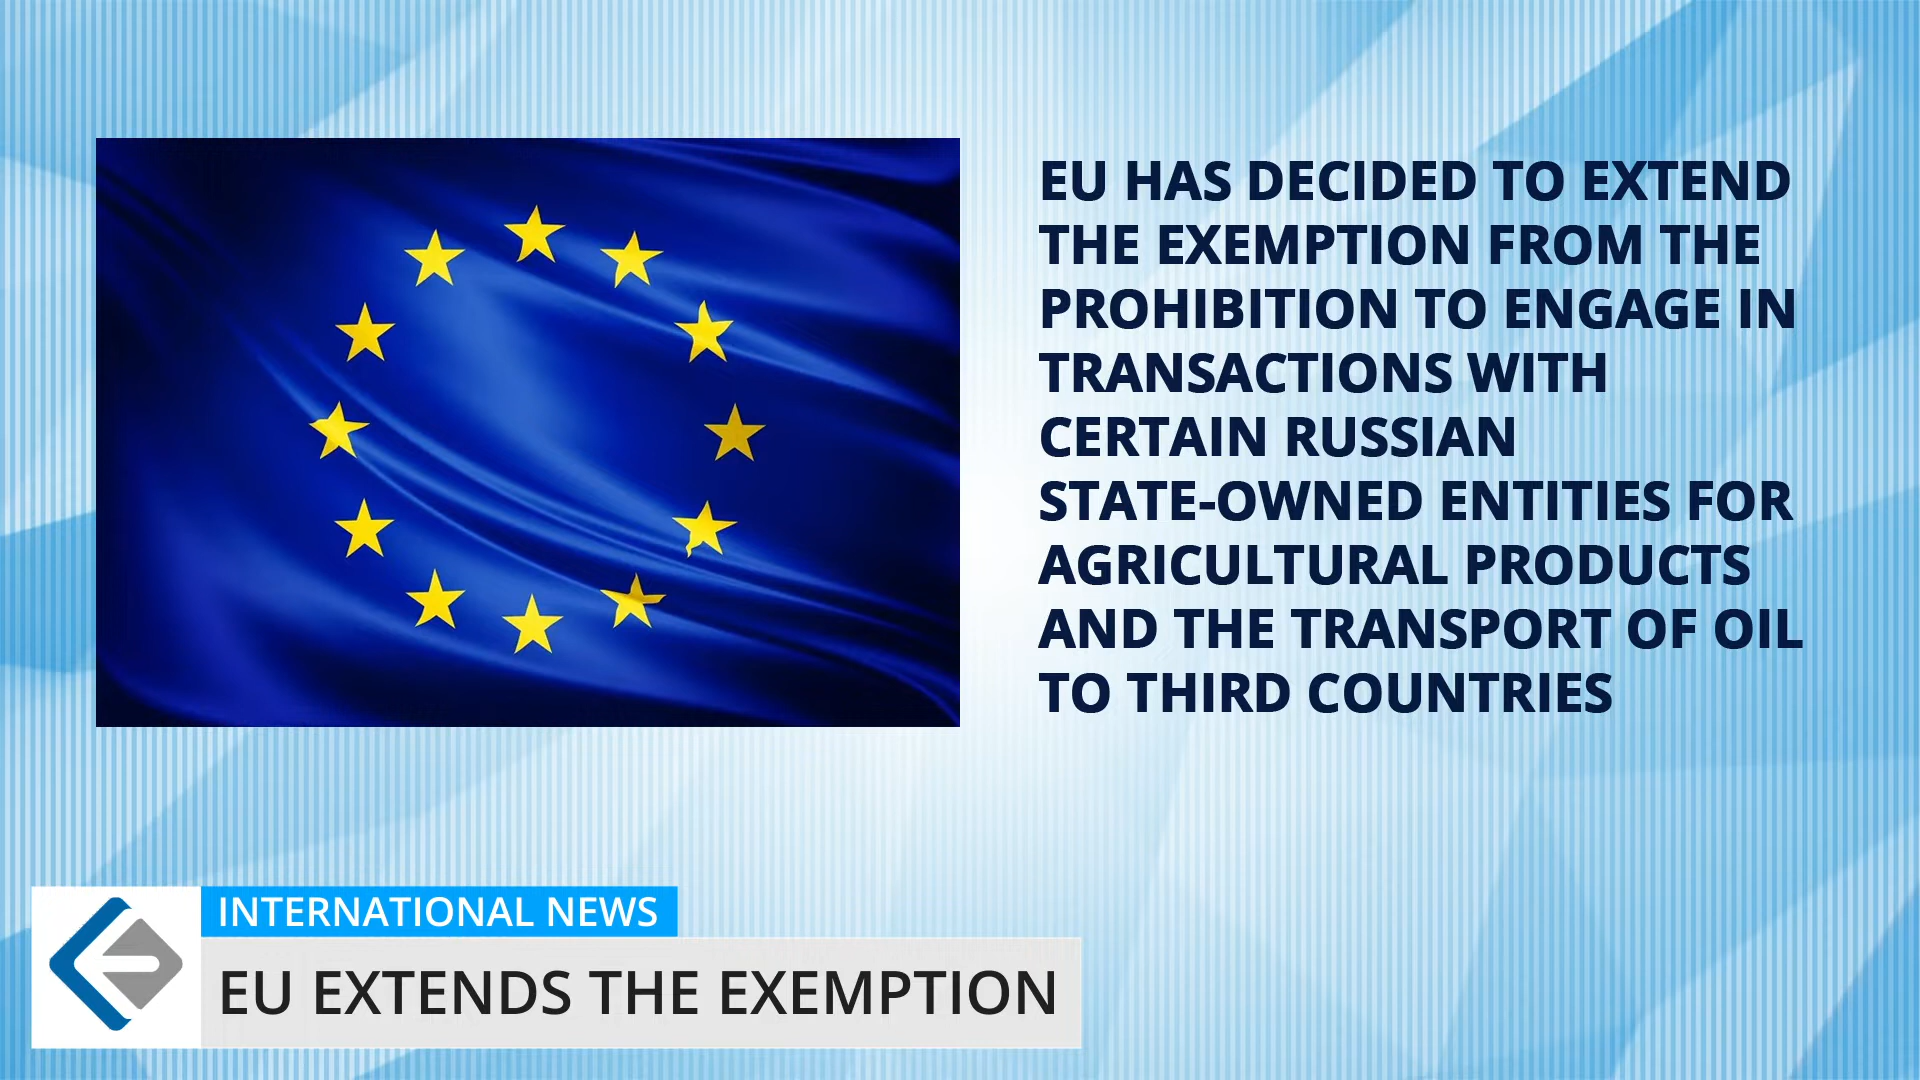 EU HAS DECIDED TO EXTEND
THE EXEMPTION FROM THE
PROHIBITION TO ENGAGE IN
TRANSACTIONS WITH
CERTAIN RUSSIAN
STATE-OWNED ENTITIES FOR
AGRICULTURAL PRODUCTS
AND THE TRANSPORT OF OIL
TO THIRD COUNTRIES
INTERNATIONAL NEWS
EU EXTENDS THE EXEMPTION